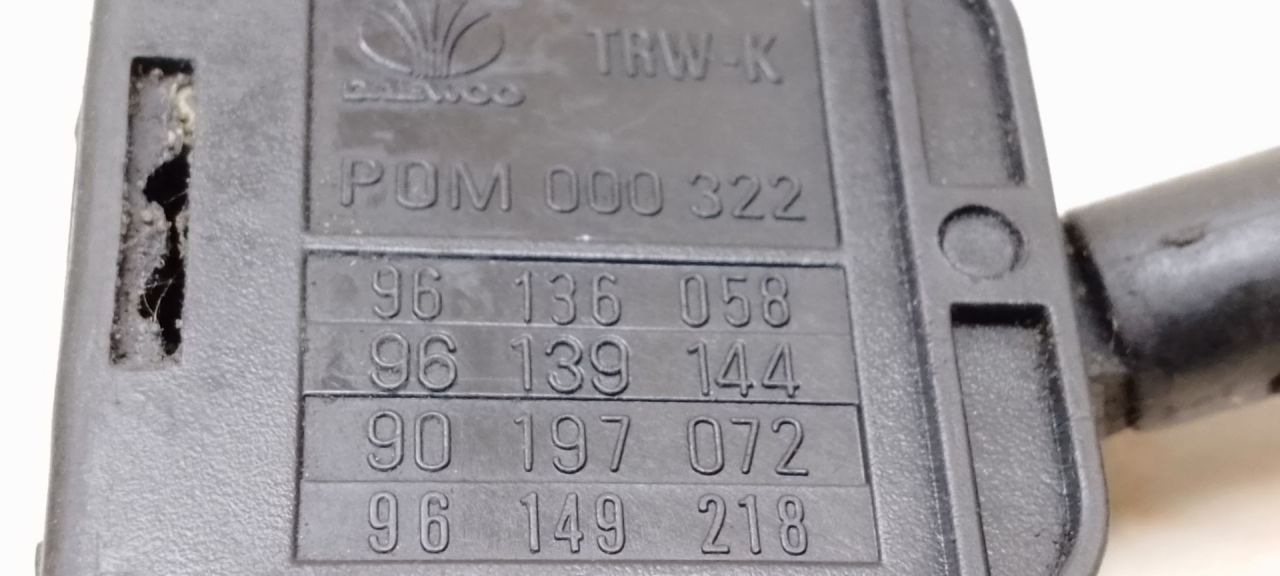 TRW-K
DAEWOO
POM 000 322
96 136 058
96 139 144
90 197 072
96 149 218